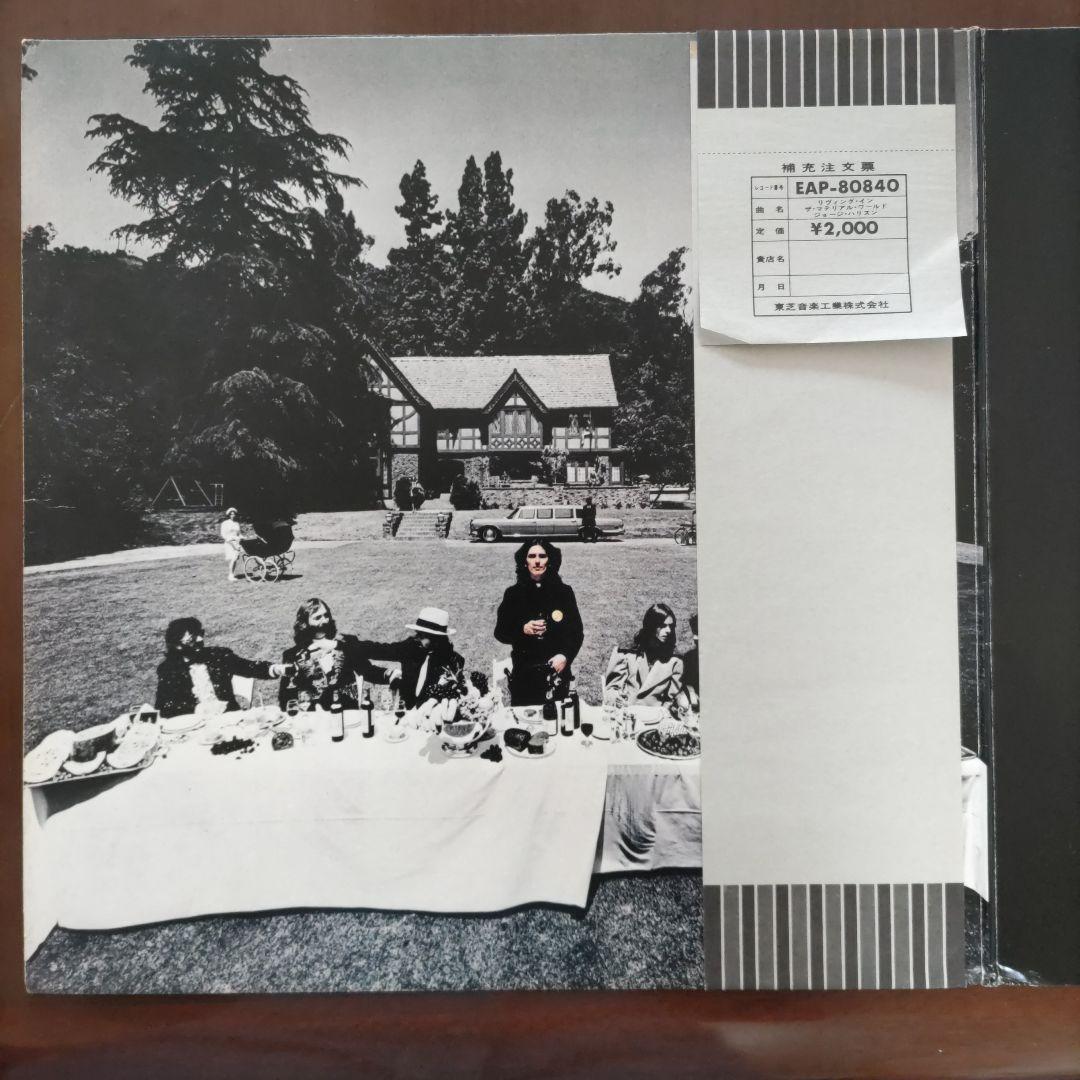 補充注文票
レコード番号 EAP-80840
曲名 リヴィング・イン
ザ・マテリアル・ワールド
ジョージ・ハリスン
定価 ¥2,000
貴店名
月日
東芝音楽工業株式会社